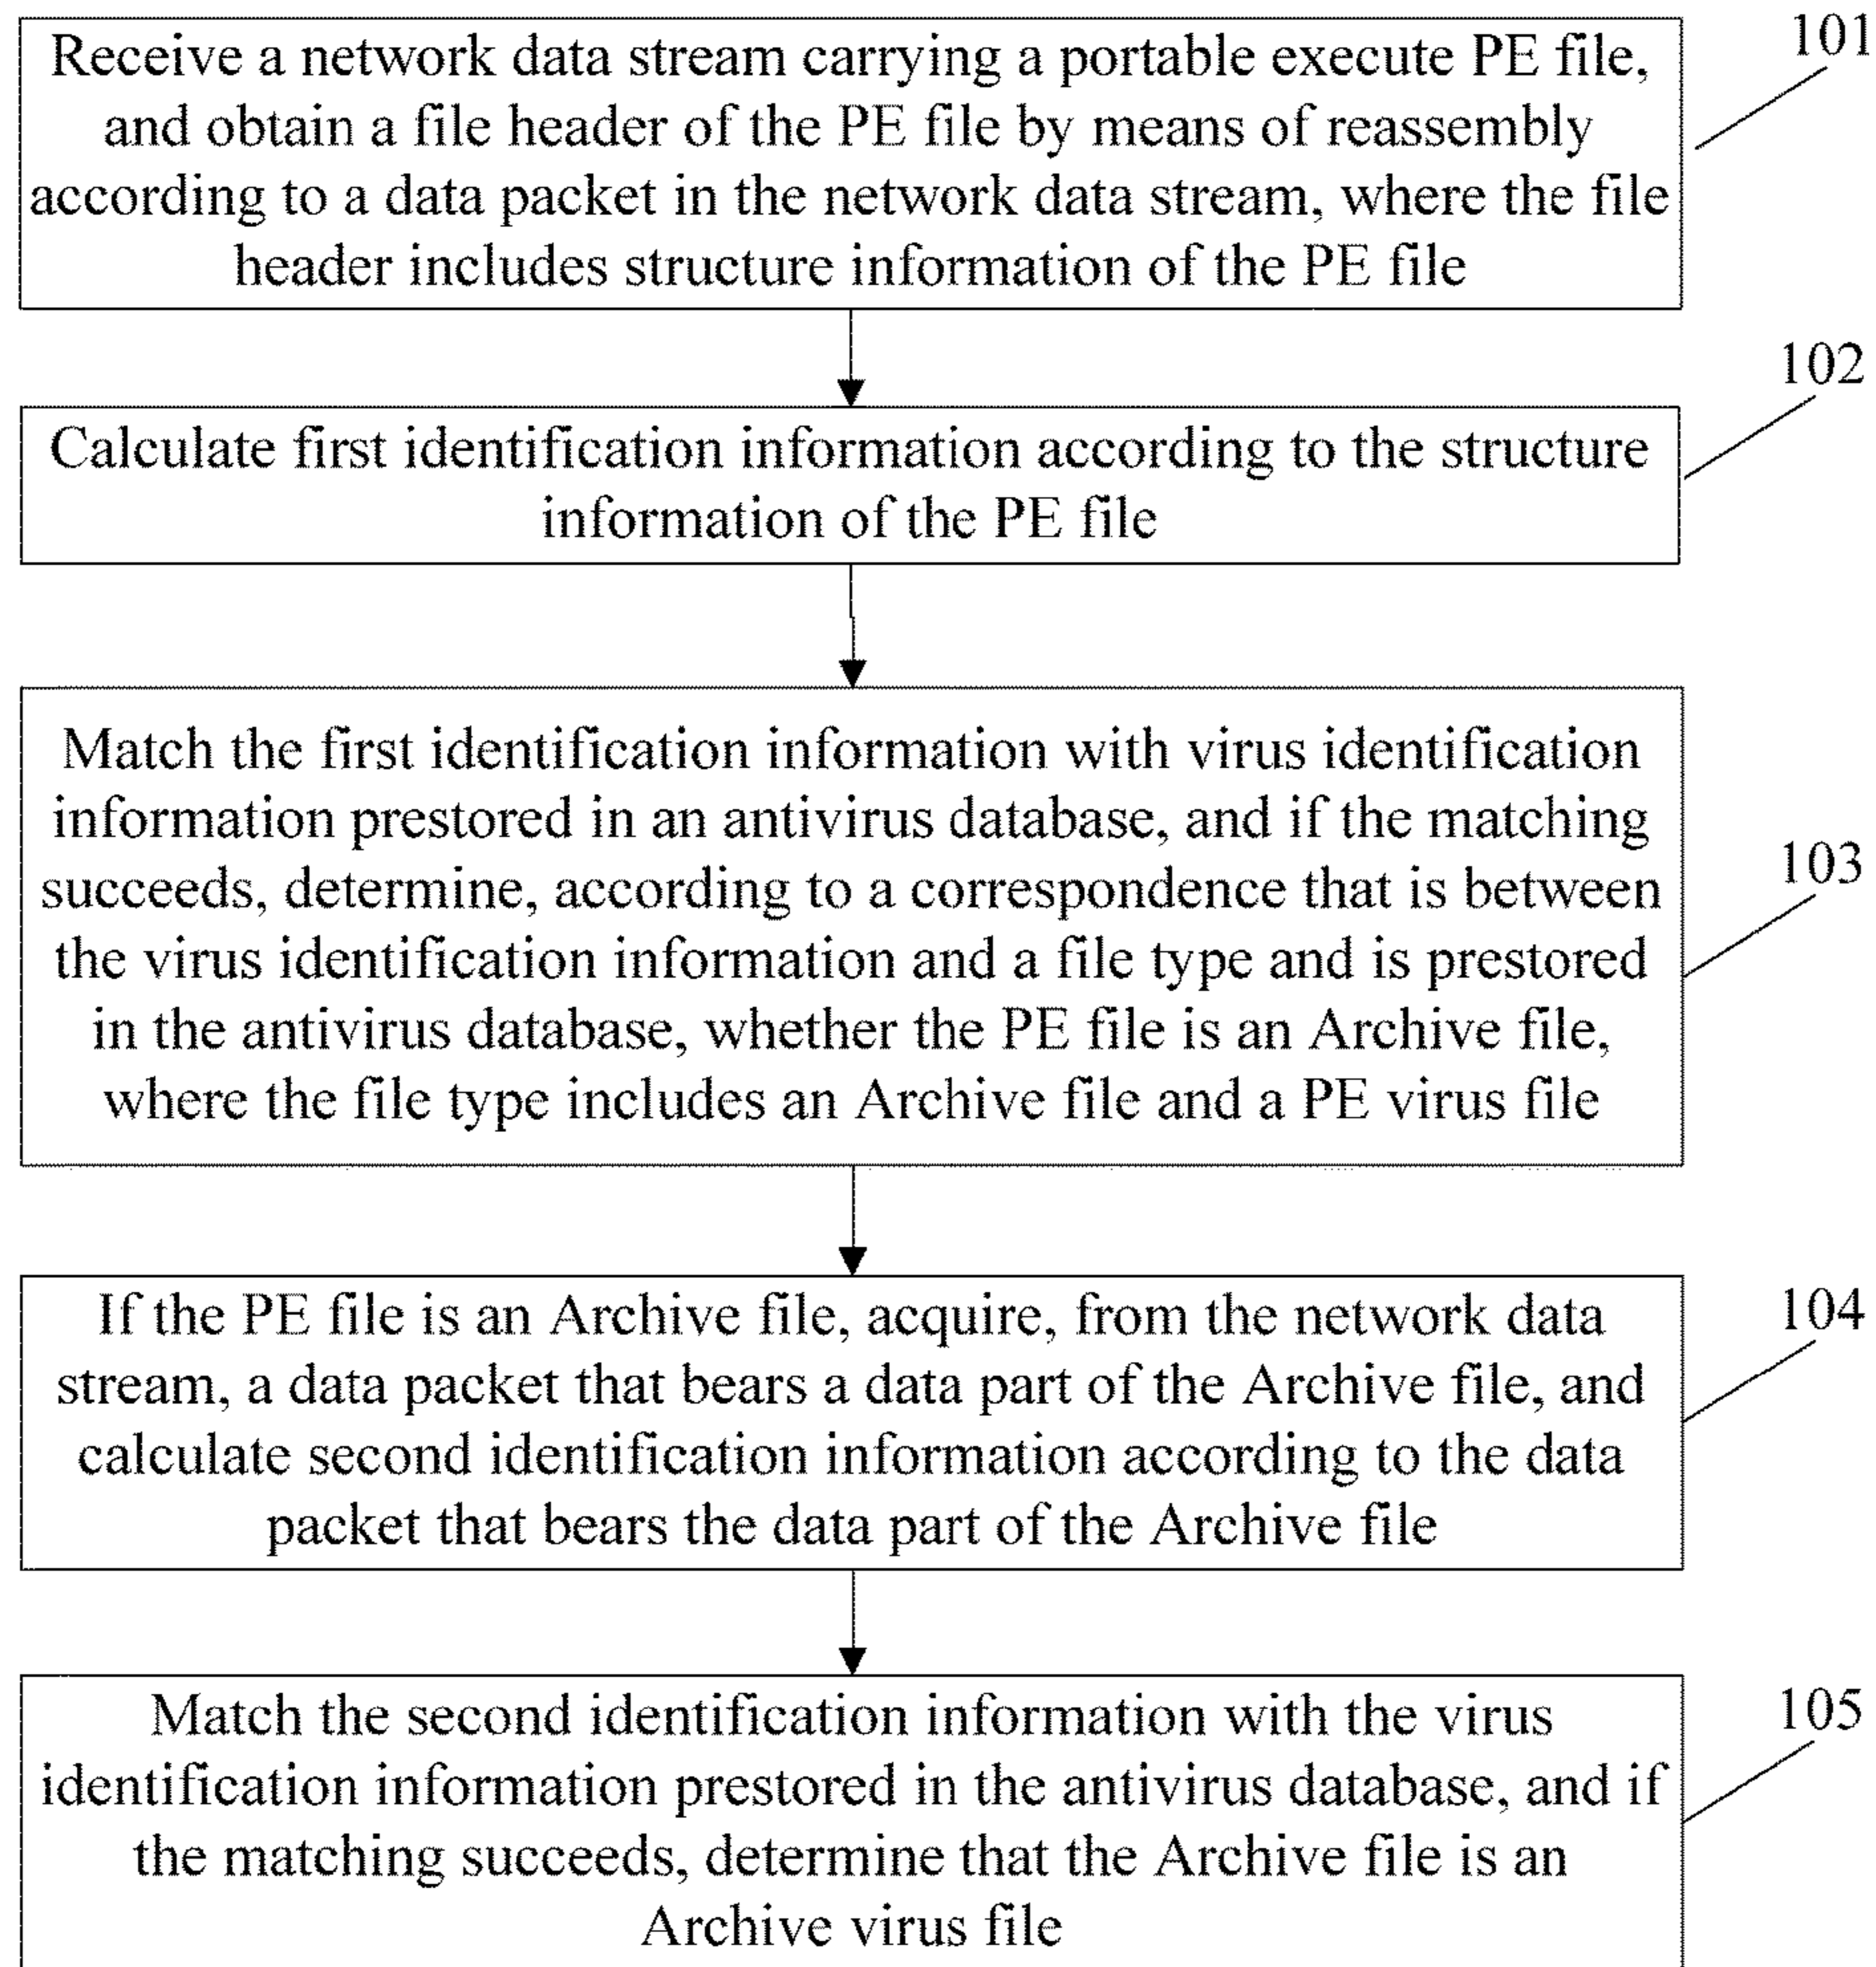 Receive a network data stream carrying a portable execute PE file,
and obtain a file header of the PE file by means of reassembly
according to a data packet in the network data stream, where the file
header includes structure information of the PE file
101
Calculate first identification information according to the structure
information of the PE file
102
Match the first identification information with virus identification
information prestored in an antivirus database, and if the matching
succeeds, determine, according to a correspondence that is between
the virus identification information and a file type and is prestored
in the antivirus database, whether the PE file is an Archive file,
where the file type includes an Archive file and a PE virus file
103
If the PE file is an Archive file, acquire, from the network data
stream, a data packet that bears a data part of the Archive file, and
calculate second identification information according to the data
packet that bears the data part of the Archive file
104
Match the second identification information with the virus
identification information prestored in the antivirus database, and if
the matching succeeds, determine that the Archive file is an
Archive virus file
105